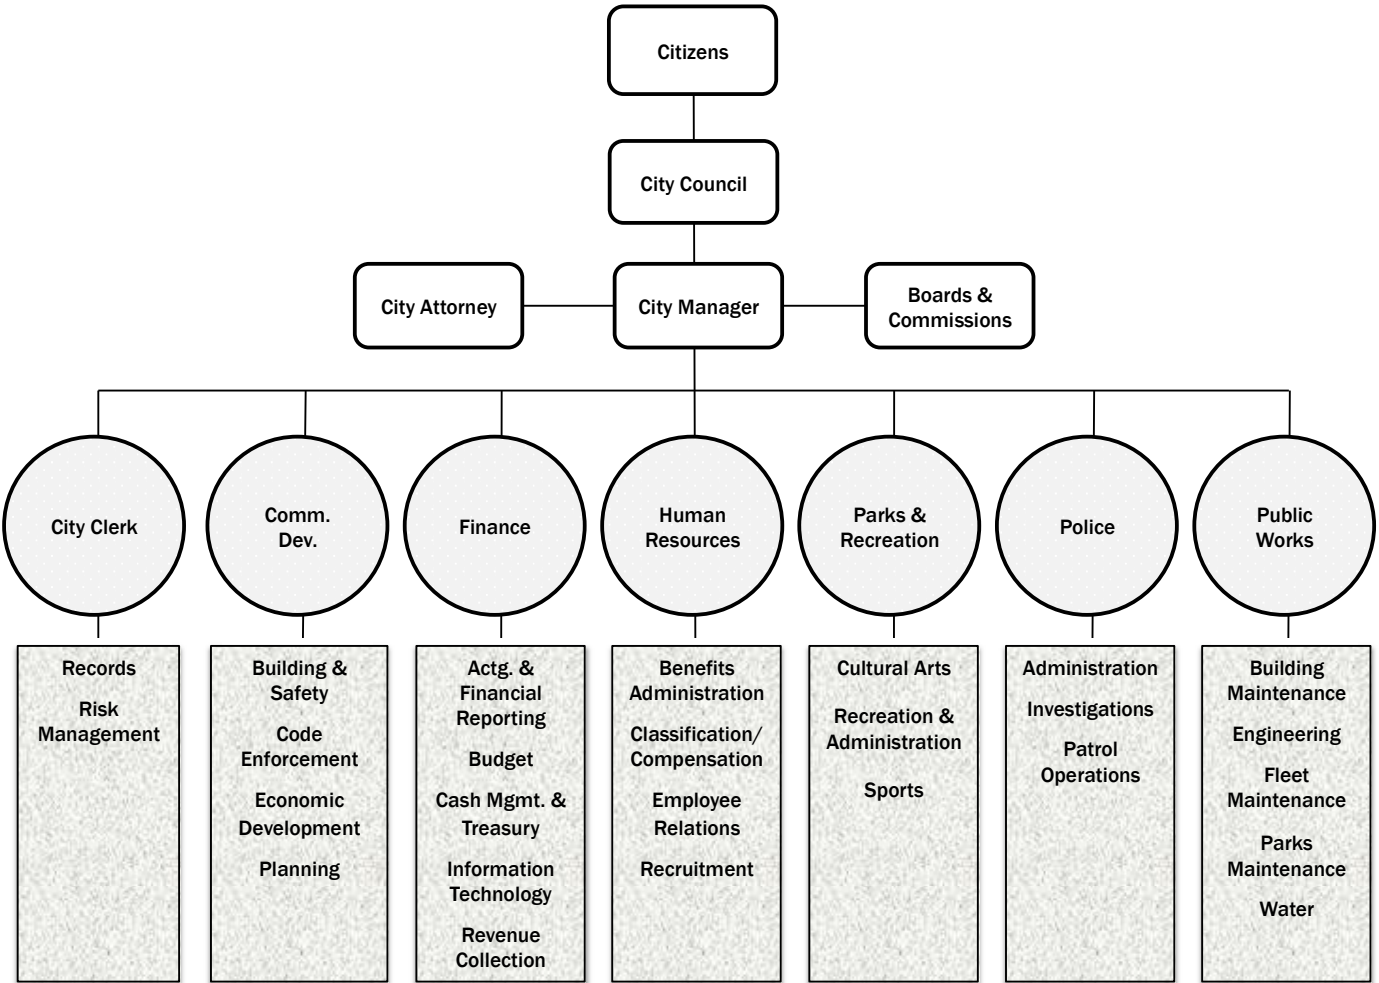 Citizens
City Council
City Attorney
City Manager
Boards &
Commissions
City Clerk
Comm.
Dev.
Finance
Human
Resources
Parks &
Recreation
Police
Public
Works
Records
Risk
Management
Building &
Safety
Code
Enforcement
Economic
Development
Planning
Actg. &
Financial
Reporting
Budget
Cash Mgmt. &
Treasury
Information
Technology
Revenue
Collection
Benefits
Administration
Classification/
Compensation
Employee
Relations
Recruitment
Cultural Arts
Recreation &
Administration
Sports
Administration
Investigations
Patrol
Operations
Building
Maintenance
Engineering
Fleet
Maintenance
Parks
Maintenance
Water